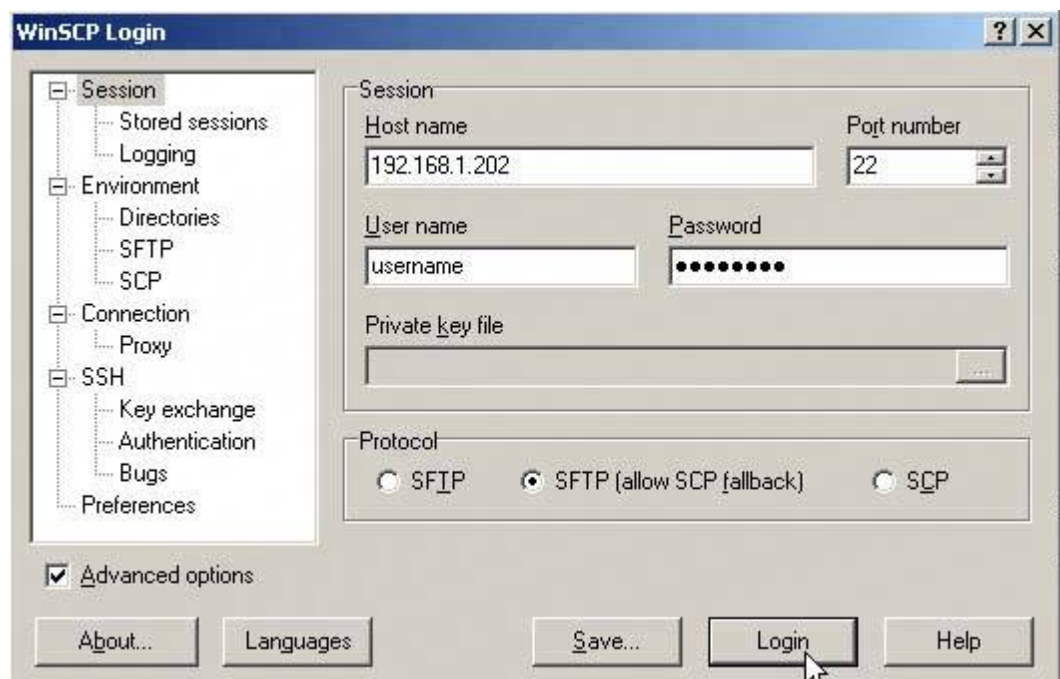 WinSCP Login
Session
Stored sessions
Logging
Environment
Directories
SFTP
SCP
Connection
Proxy
SSH
Key exchange
Authentication
Bugs
Preferences
Advanced options
Session
Host name
Port number
192.168.1.202
22
User name
Password
username
●●●●●●●●
Private key file
...
Protocol
SFTP
SFTP (allow SCP fallback)
SCP
About...
Languages
Save...
Login
Help